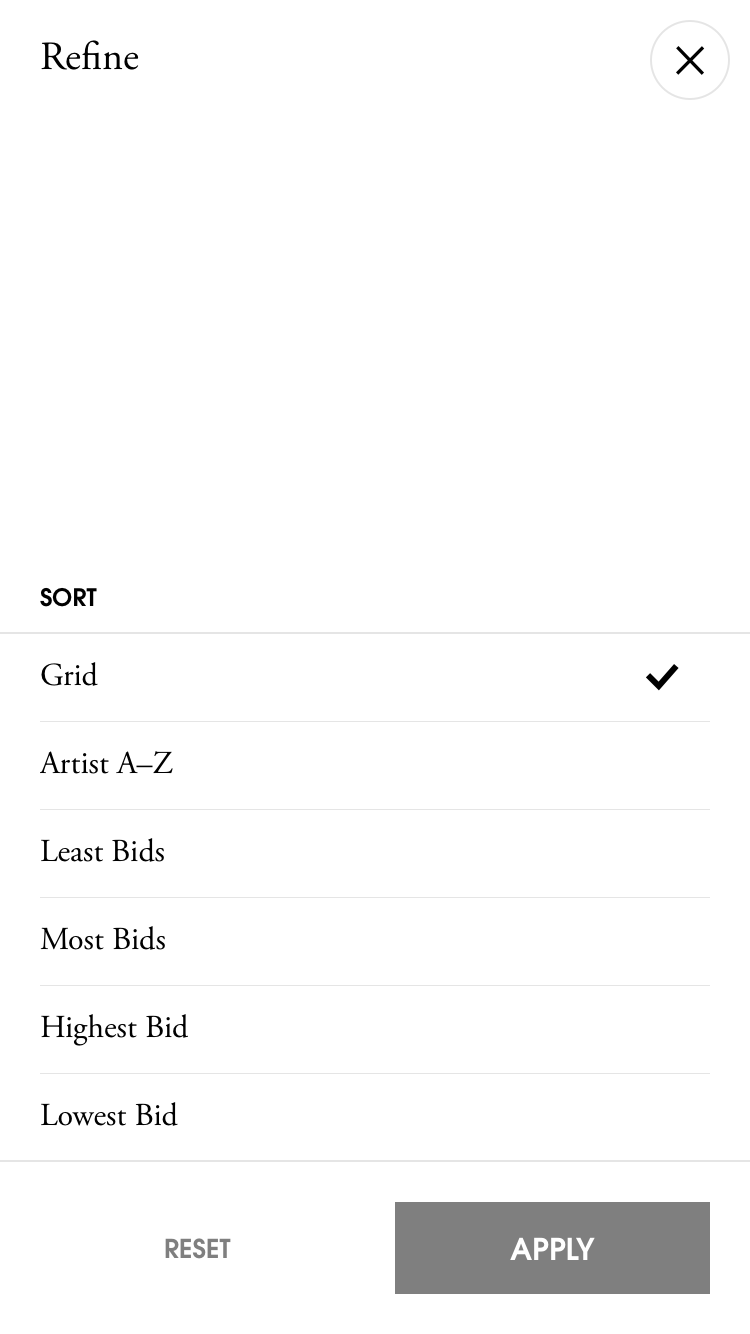 Refine
SORT
Grid
Artist A–Z
Least Bids
Most Bids
Highest Bid
Lowest Bid
RESET
APPLY